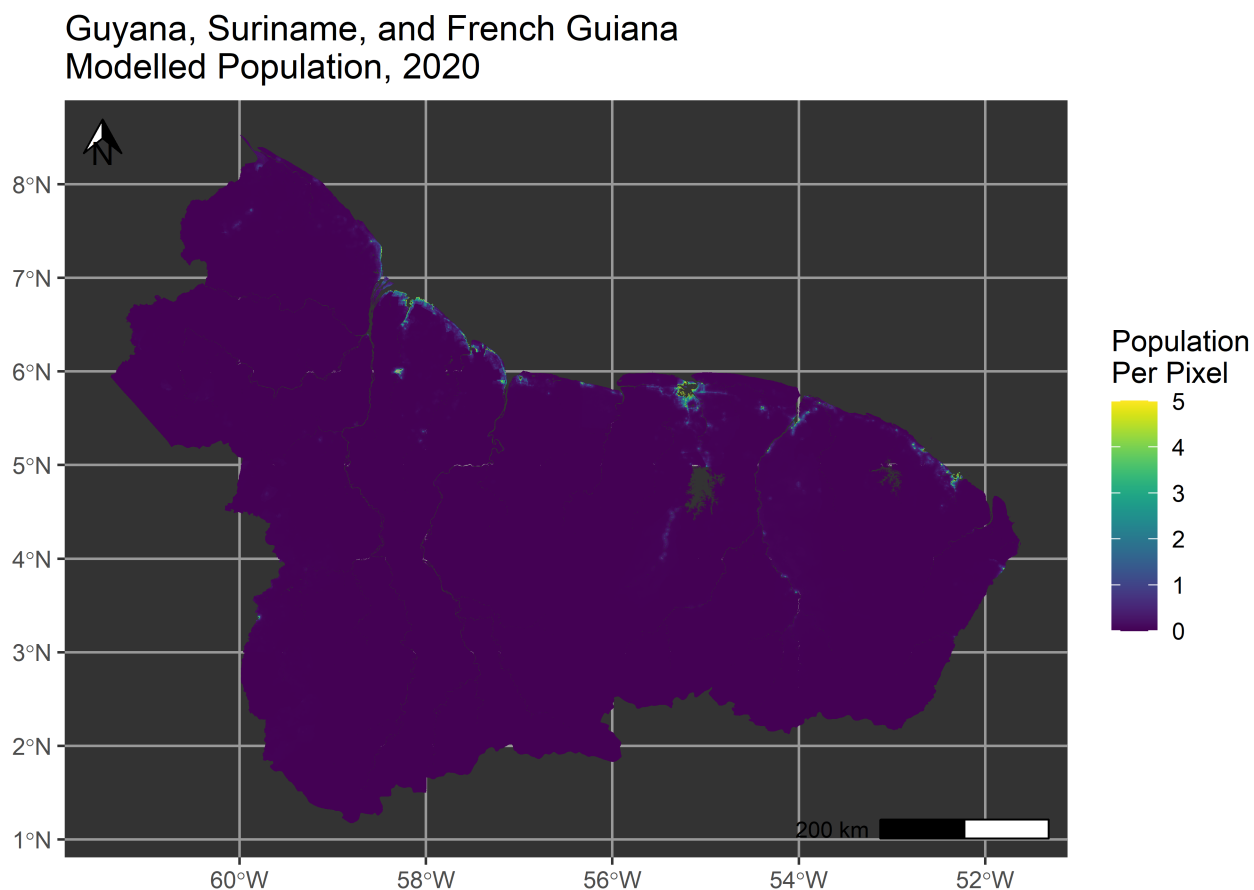 Guyana, Suriname, and French Guiana
Modelled Population, 2020
N
8°N
7°N
6°N
5°N
4°N
3°N
2°N
1°N
200 km
60°W
58°W
56°W
54°W
52°W
Population
Per Pixel
5
4
3
2
1
0